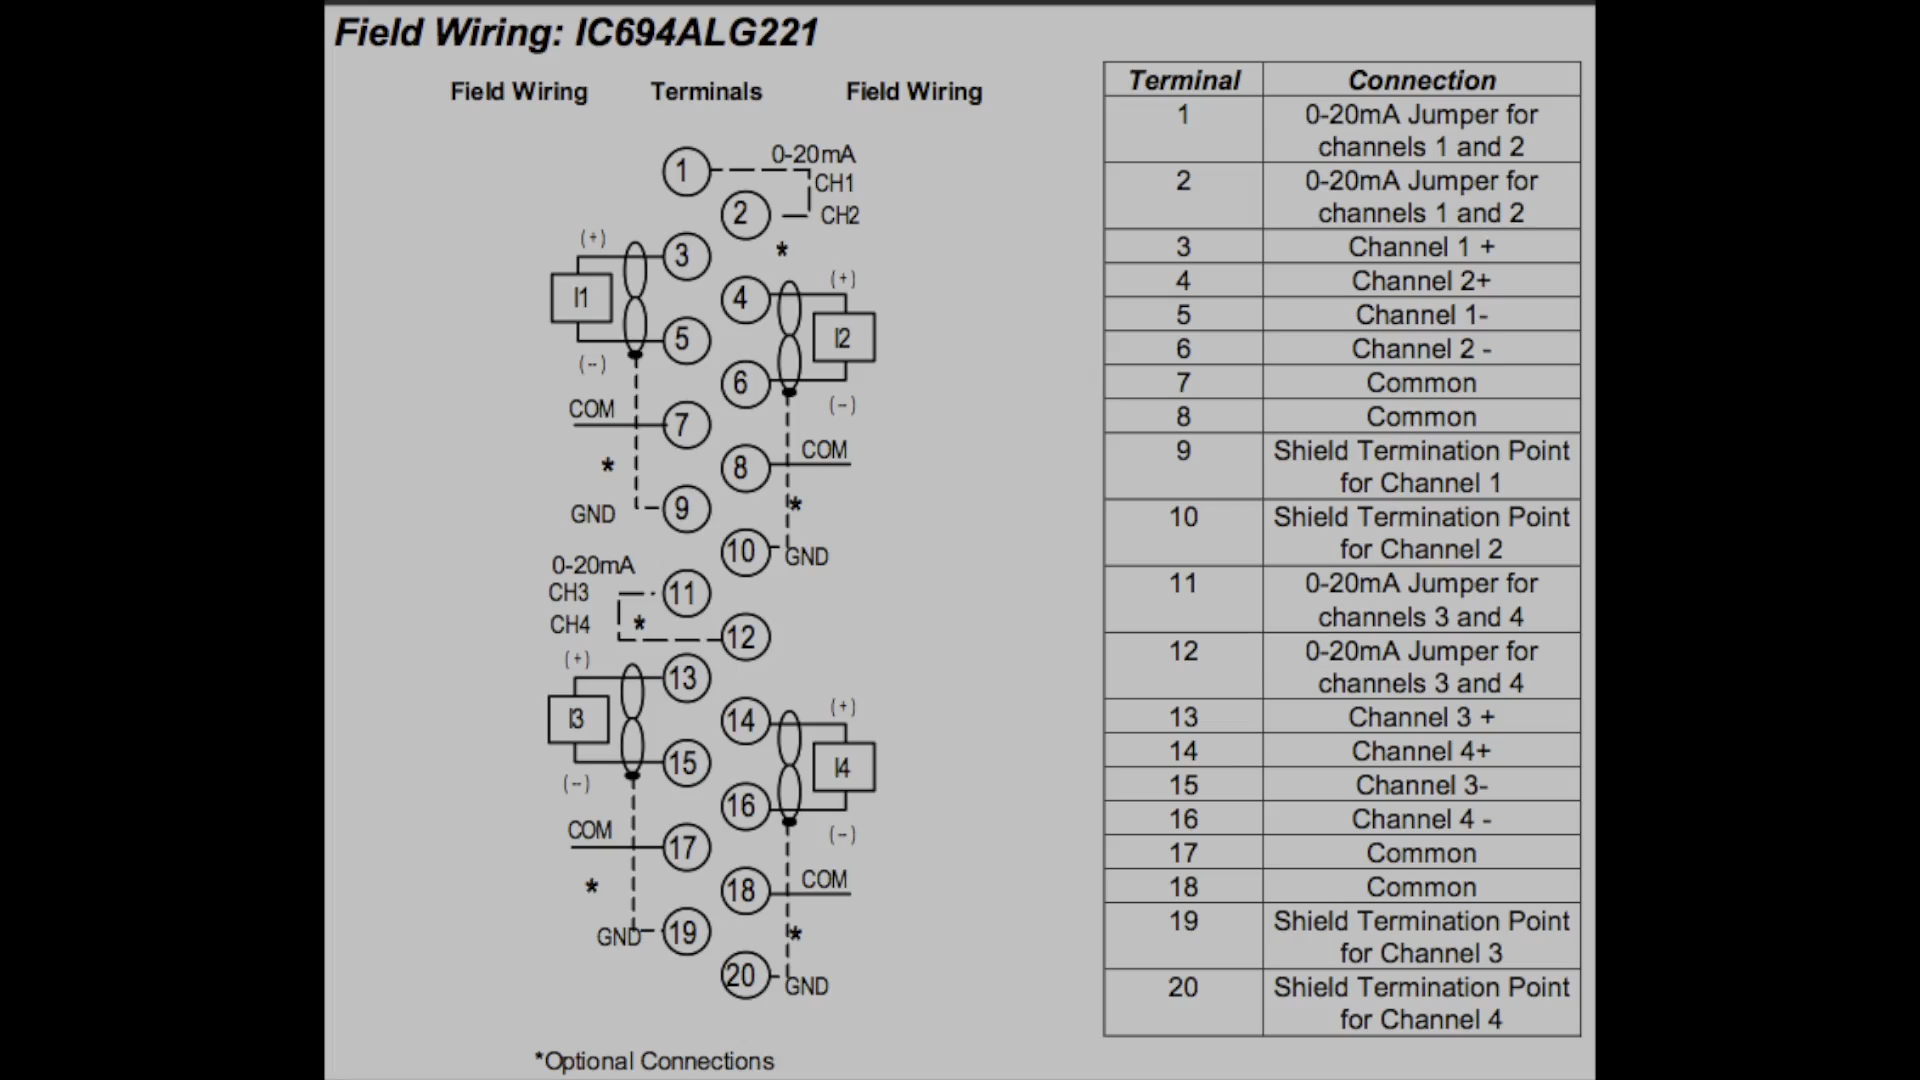 Field Wiring: IC694ALG221
Field Wiring Terminals Field Wiring
1 0-20mA
CH1
2 CH2
(+) 3 *
I1 4 (+)
5 I2
(−) 6
COM 7 (−)
* 8 COM
GND 9 *
10 GND
0-20mA
CH3 11
CH4 * 12
(+) 13
I3 14 (+)
15 I4
(−) 16
COM 17 (−)
* 18 COM
GND 19 *
20 GND
*Optional Connections
Terminal Connection
1 0-20mA Jumper for
channels 1 and 2
2 0-20mA Jumper for
channels 1 and 2
3 Channel 1 +
4 Channel 2+
5 Channel 1-
6 Channel 2 -
7 Common
8 Common
9 Shield Termination Point
for Channel 1
10 Shield Termination Point
for Channel 2
11 0-20mA Jumper for
channels 3 and 4
12 0-20mA Jumper for
channels 3 and 4
13 Channel 3 +
14 Channel 4+
15 Channel 3-
16 Channel 4 -
17 Common
18 Common
19 Shield Termination Point
for Channel 3
20 Shield Termination Point
for Channel 4